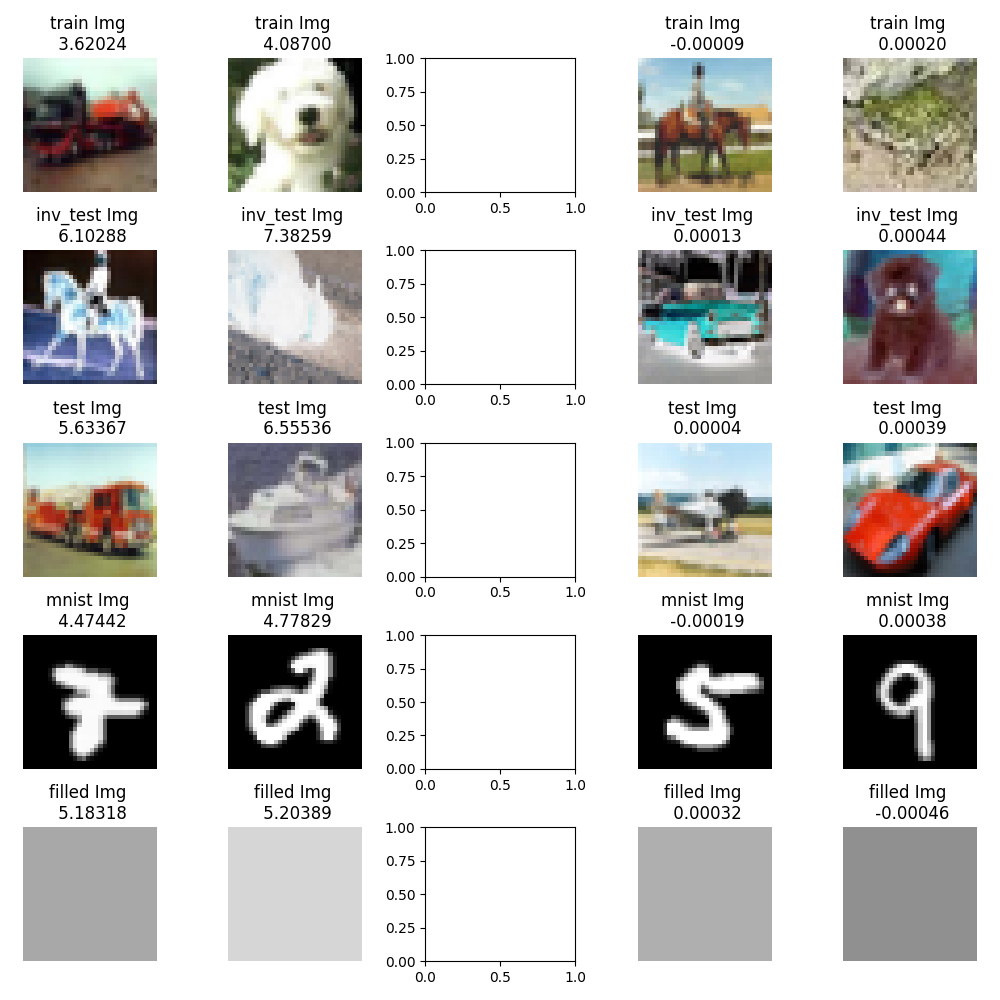 train Img
3.62024
train Img
4.08700
train Img
-0.00009
train Img
0.00020
1.00
0.75
0.50
0.25
0.00
0.0 0.5 1.0
inv_test Img
6.10288
inv_test Img
7.38259
inv_test Img
0.00013
inv_test Img
0.00044
1.00
0.75
0.50
0.25
0.00
0.0 0.5 1.0
test Img
5.63367
test Img
6.55536
test Img
0.00004
test Img
0.00039
1.00
0.75
0.50
0.25
0.00
0.0 0.5 1.0
mnist Img
4.47442
mnist Img
4.77829
mnist Img
-0.00019
mnist Img
0.00038
7
2
1.00
0.75
0.50
0.25
0.00
0.0 0.5 1.0
5
9
filled Img
5.18318
filled Img
5.20389
filled Img
0.00032
filled Img
-0.00046
1.00
0.75
0.50
0.25
0.00
0.0 0.5 1.0